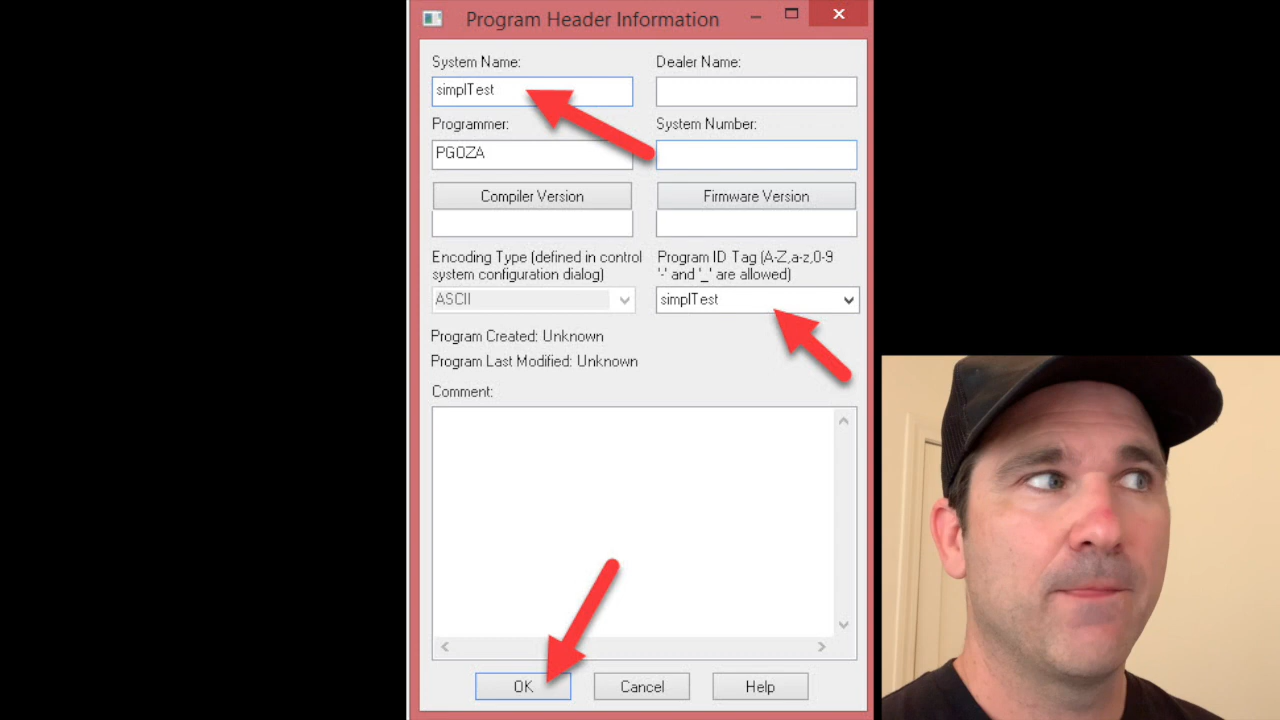 Program Header Information
System Name:
Dealer Name:
simplTest
Programmer:
System Number:
PGOZA
Compiler Version
Firmware Version
Encoding Type (defined in control
system configuration dialog)
Program ID Tag (A-Z,a-z,0-9
'-' and '_' are allowed)
ASCII
simplTest
Program Created: Unknown
Program Last Modified: Unknown
Comment:
OK
Cancel
Help